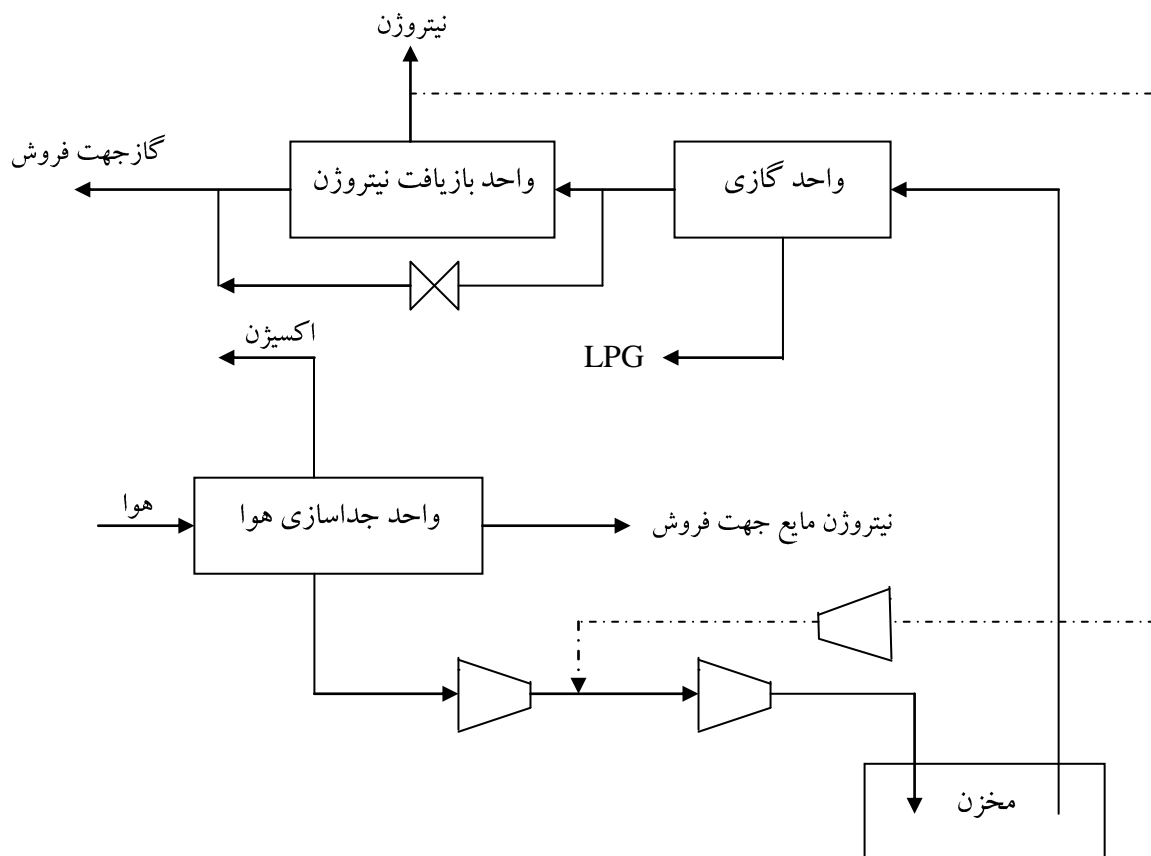 نیتروژن
گازجهت فروش
واحد بازیافت نیتروژن
واحد گازی
اکسیژن
LPG
هوا
واحد جداسازی هوا
نیتروژن مایع جهت فروش
مخزن